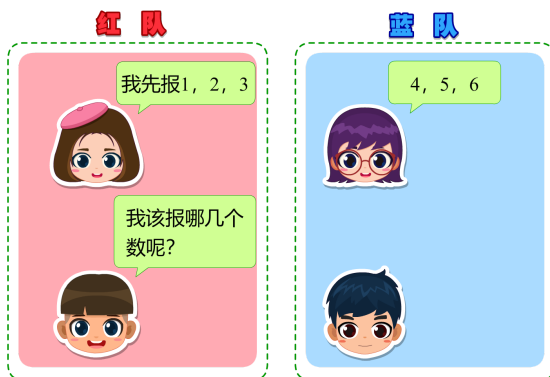 红 队
蓝 队
我先报1，2，3
4，5，6
我该报哪几个
数呢？